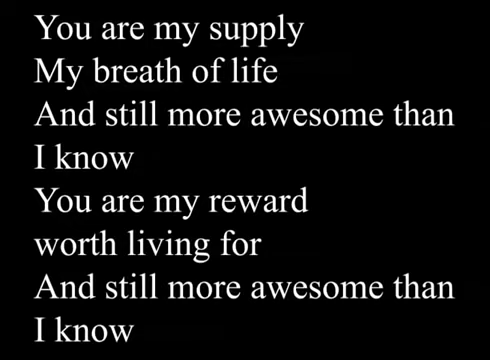 You are my supply
My breath of life
And still more awesome than
I know
You are my reward
worth living for
And still more awesome than
I know